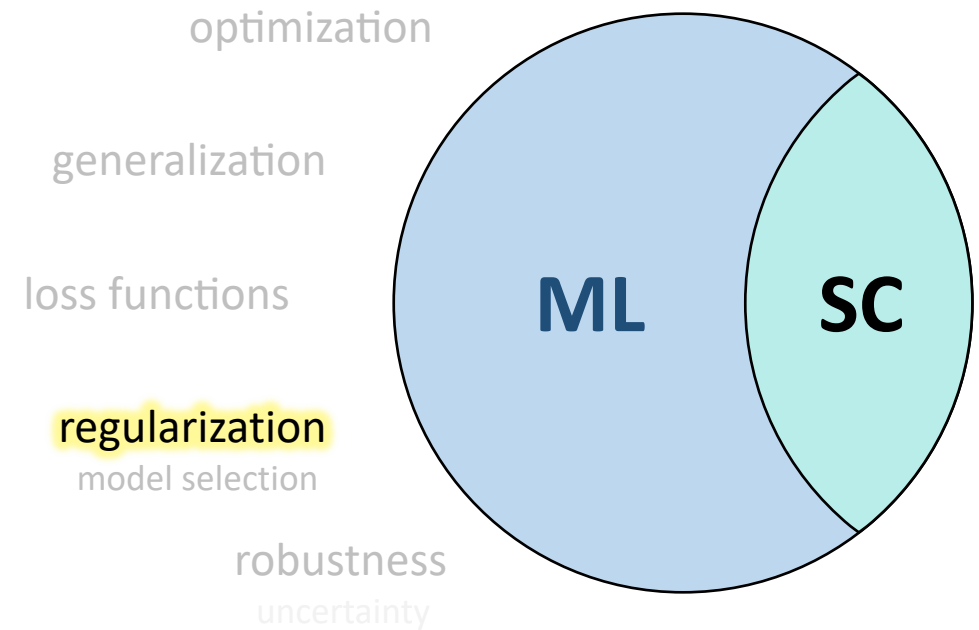 optimization
generalization
loss functions
ML
SC
regularization
model selection
robustness
uncertainty